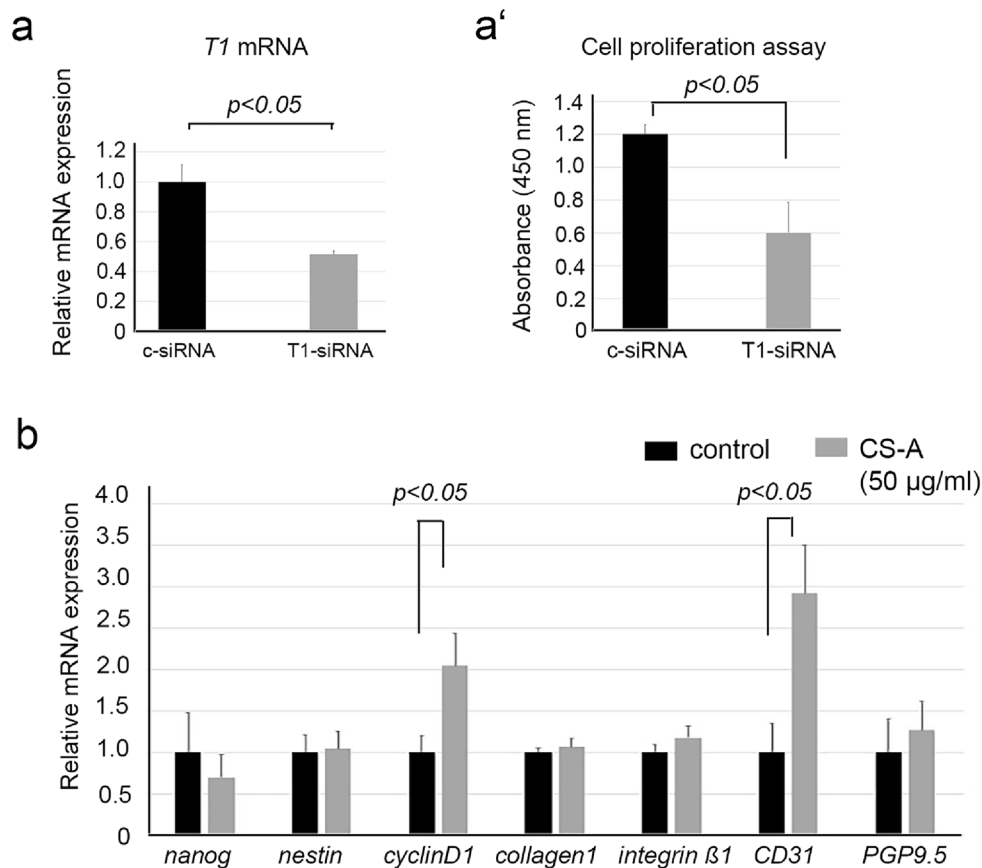 a
T1 mRNA
p<0.05
Relative mRNA expression
1.2
1.0
0.8
0.6
0.4
0.2
0
c-siRNA T1-siRNA
a‘
Cell proliferation assay
p<0.05
Absorbance (450 nm)
1.4
1.2
1.0
0.8
0.6
0.4
0.2
0
c-siRNA T1-siRNA
b
control CS-A
(50 µg/ml)
p<0.05 p<0.05
Relative mRNA expression
4.0
3.5
3.0
2.5
2.0
1.5
1.0
0.5
0
nanog nestin cyclinD1 collagen1 integrin ß1 CD31 PGP9.5